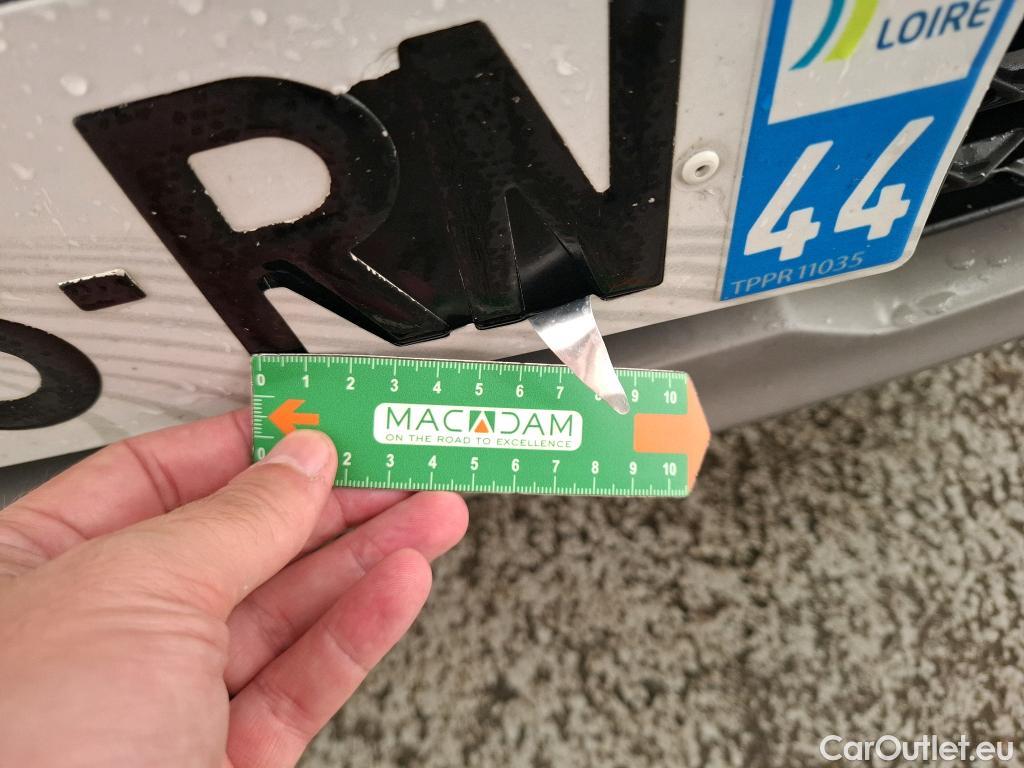 LOIRE
RN
44
TPPR 11035
0 1 2 3 4 5 6 7 8 9 10
MACADAM
ON THE ROAD TO EXCELLENCE
0 2 3 4 5 6 7 8 9 10
CarOutlet.eu